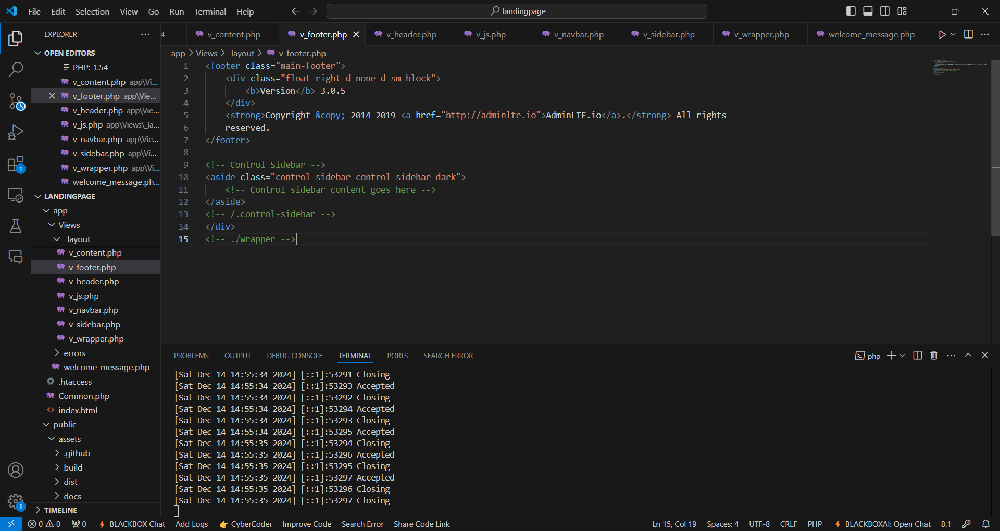 File Edit Selection View Go Run Terminal Help
landingpage
EXPLORER
4 v_content.php v_footer.php v_header.php v_js.php v_navbar.php v_sidebar.php v_wrapper.php welcome_message.php
OPEN EDITORS
PHP: 1.54
v_content.php app\Vi...
v_footer.php app\Vie...
v_header.php app\Vie...
v_js.php app\Views\_la...
v_navbar.php app\Vie...
v_sidebar.php app\Vi...
v_wrapper.php app\Vi...
welcome_message.ph...
LANDINGPAGE
app
Views
_layout
v_content.php
v_footer.php
v_header.php
v_js.php
v_navbar.php
v_sidebar.php
v_wrapper.php
errors
welcome_message.php
.htaccess
Common.php
index.html
public
assets
.github
build
dist
docs
TIMELINE
app > Views > _layout > v_footer.php
1 <footer class="main-footer">
2 <div class="float-right d-none d-sm-block">
3 <b>Version</b> 3.0.5
4 </div>
5 <strong>Copyright &copy; 2014-2019 <a href="http://adminlte.io">AdminLTE.io</a>.</strong> All rights
6 reserved.
7 </footer>
8
9 <!-- Control Sidebar -->
10 <aside class="control-sidebar control-sidebar-dark">
11 <!-- Control sidebar content goes here -->
12 </aside>
13 <!-- /.control-sidebar -->
14 </div>
15 <!-- ./wrapper -->
PROBLEMS OUTPUT DEBUG CONSOLE TERMINAL PORTS SEARCH ERROR
php
[Sat Dec 14 14:55:34 2024] [::1]:53291 Closing
[Sat Dec 14 14:55:34 2024] [::1]:53293 Accepted
[Sat Dec 14 14:55:34 2024] [::1]:53292 Closing
[Sat Dec 14 14:55:34 2024] [::1]:53294 Accepted
[Sat Dec 14 14:55:34 2024] [::1]:53293 Closing
[Sat Dec 14 14:55:34 2024] [::1]:53295 Accepted
[Sat Dec 14 14:55:35 2024] [::1]:53294 Closing
[Sat Dec 14 14:55:35 2024] [::1]:53296 Accepted
[Sat Dec 14 14:55:35 2024] [::1]:53295 Closing
[Sat Dec 14 14:55:35 2024] [::1]:53297 Accepted
[Sat Dec 14 14:55:35 2024] [::1]:53296 Closing
[Sat Dec 14 14:55:35 2024] [::1]:53297 Closing
1
1
0 0 0 BLACKBOX Chat Add Logs CyberCoder Improve Code Search Error Share Code Link Ln 15, Col 19 Spaces: 4 UTF-8 CRLF PHP BLACKBOXAI: Open Chat 8.1